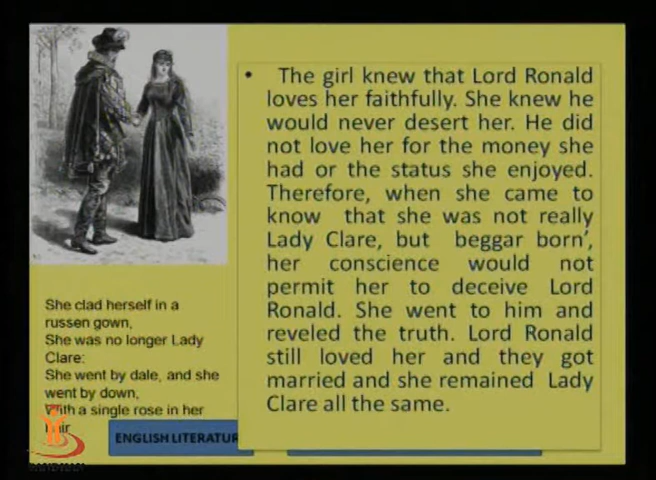 • The girl knew that Lord Ronald
loves her faithfully. She knew he
would never desert her. He did
not love her for the money she
had or the status she enjoyed.
Therefore, when she came to
know that she was not really
Lady Clare, but beggar born',
her conscience would not
permit her to deceive Lord
Ronald. She went to him and
reveled the truth. Lord Ronald
still loved her and they got
married and she remained Lady
Clare all the same.
She clad herself in a
russen gown,
She was no longer Lady
Clare:
She went by dale, and she
went by down,
With a single rose in her
ENGLISH LITERATUR